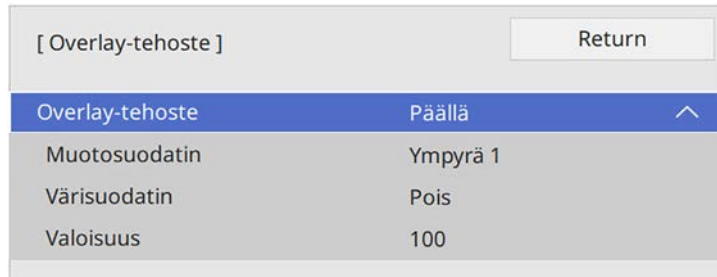 [ Overlay-tehoste ] Return
Overlay-tehoste Päällä
Muotosuodatin Ympyrä 1
Värisuodatin Pois
Valoisuus 100